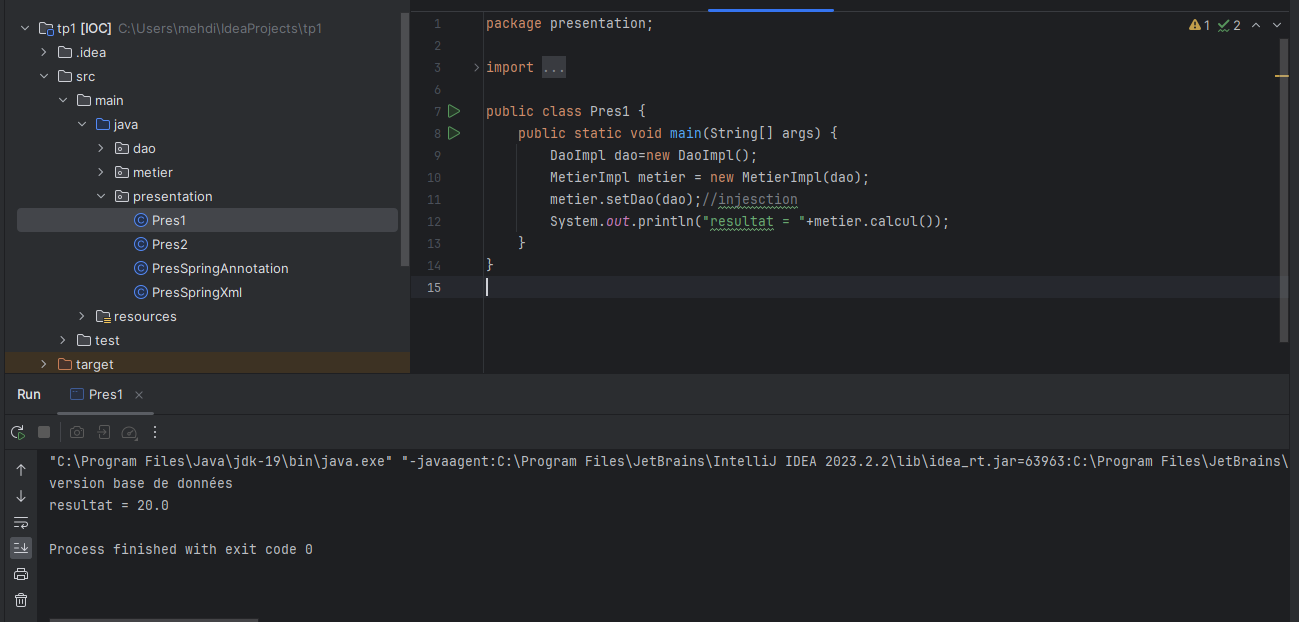 tp1 [IOC] C:\Users\mehdi\IdeaProjects\tp1
.idea
src
main
java
dao
metier
presentation
Pres1
Pres2
PresSpringAnnotation
PresSpringXml
resources
test
target
1 package presentation;
2
3 import ...
6
7 public class Pres1 {
8 public static void main(String[] args) {
9 DaoImpl dao=new DaoImpl();
10 MetierImpl metier = new MetierImpl(dao);
11 metier.setDao(dao);//injesction
12 System.out.println("resultat = "+metier.calcul());
13 }
14 }
15
1 2
Run Pres1
"C:\Program Files\Java\jdk-19\bin\java.exe" "-javaagent:C:\Program Files\JetBrains\IntelliJ IDEA 2023.2.2\lib\idea_rt.jar=63963:C:\Program Files\JetBrains\
version base de données
resultat = 20.0
Process finished with exit code 0